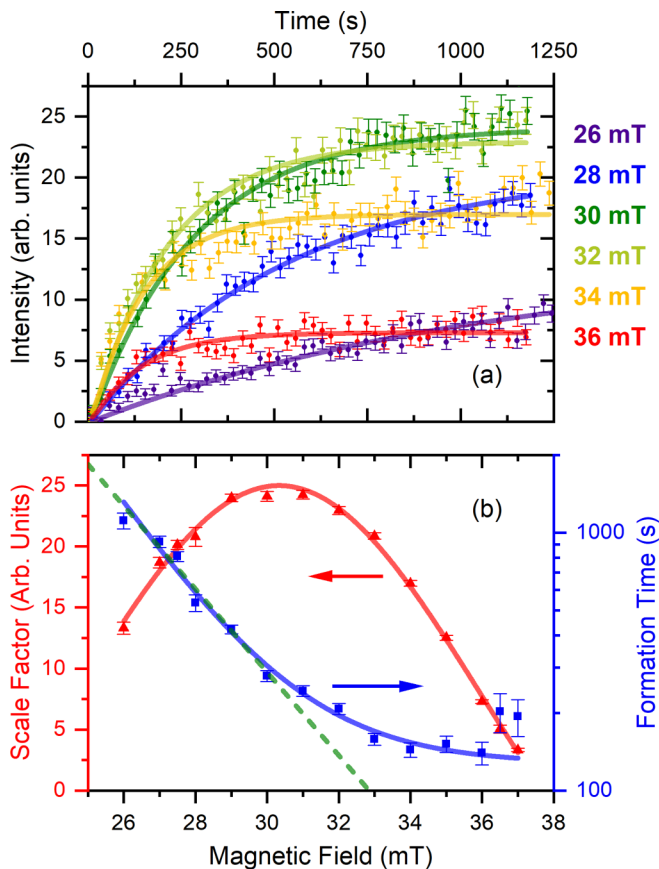 Time (s)
0 250 500 750 1000 1250
25
20
15
10
5
0
Intensity (arb. units)
26 mT
28 mT
30 mT
32 mT
34 mT
36 mT
(a)
(b)
25
20
15
10
5
0
Scale Factor (Arb. Units)
1000
100
Formation Time (s)
26 28 30 32 34 36 38
Magnetic Field (mT)